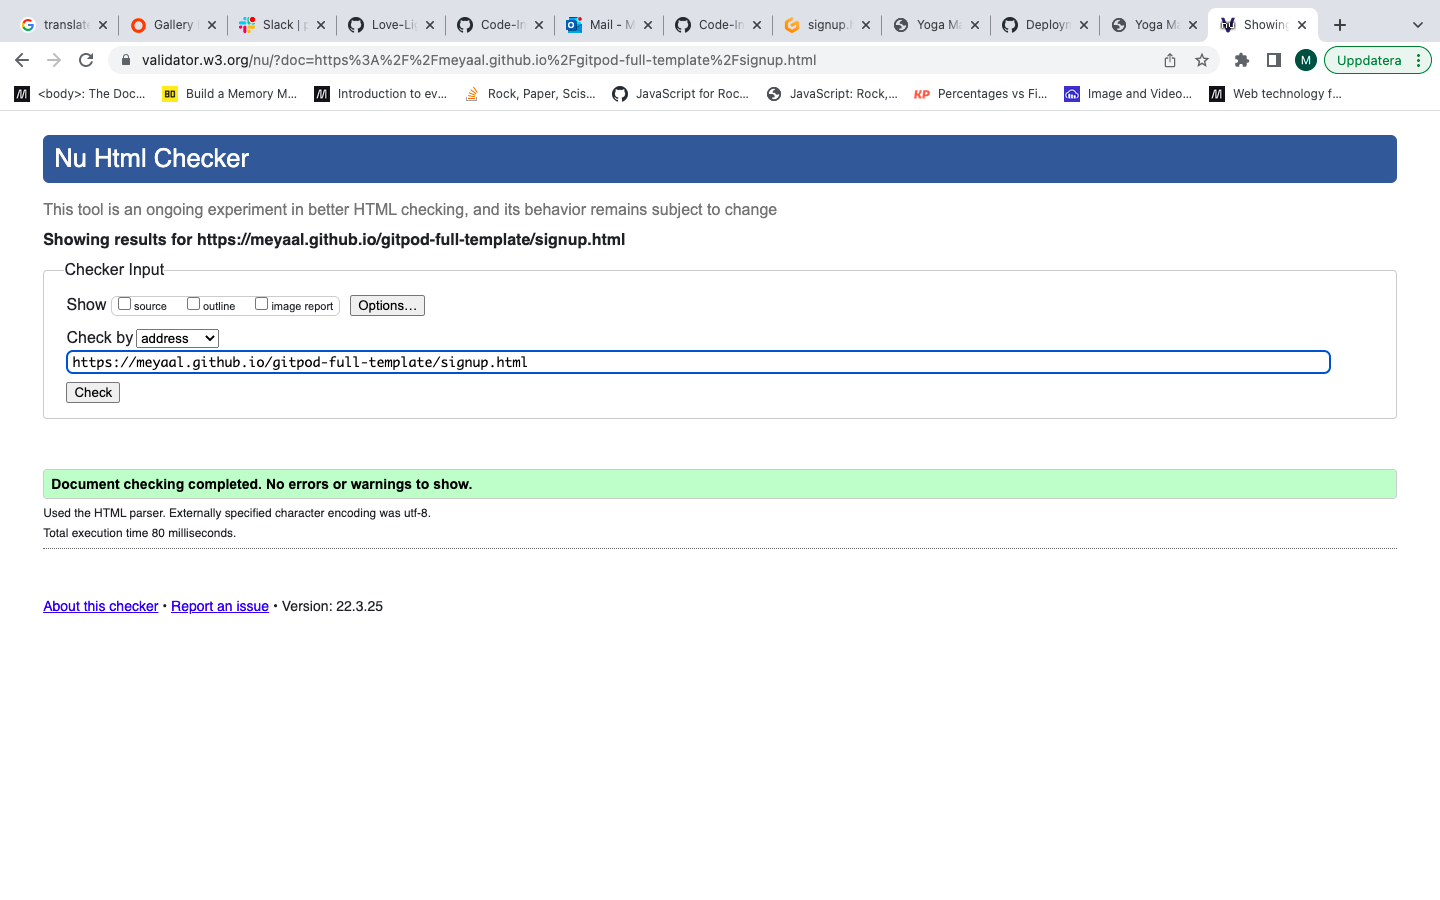 translate Gallery Slack | p Love-Li Code-In Mail - M Code-In signup.h Yoga Ma Deployn Yoga Ma Showing
validator.w3.org/nu/?doc=https%3A%2F%2Fmeyaal.github.io%2Fgitpod-full-template%2Fsignup.html M Uppdatera
<body>: The Doc... Build a Memory M... Introduction to ev... Rock, Paper, Scis... JavaScript for Roc... JavaScript: Rock,... KP Percentages vs Fi... Image and Video... Web technology f...
Nu Html Checker
This tool is an ongoing experiment in better HTML checking, and its behavior remains subject to change
Showing results for https://meyaal.github.io/gitpod-full-template/signup.html
Checker Input
Show source outline image report Options...
Check by address
https://meyaal.github.io/gitpod-full-template/signup.html
Check
Document checking completed. No errors or warnings to show.
Used the HTML parser. Externally specified character encoding was utf-8.
Total execution time 80 milliseconds.
About this checker • Report an issue • Version: 22.3.25